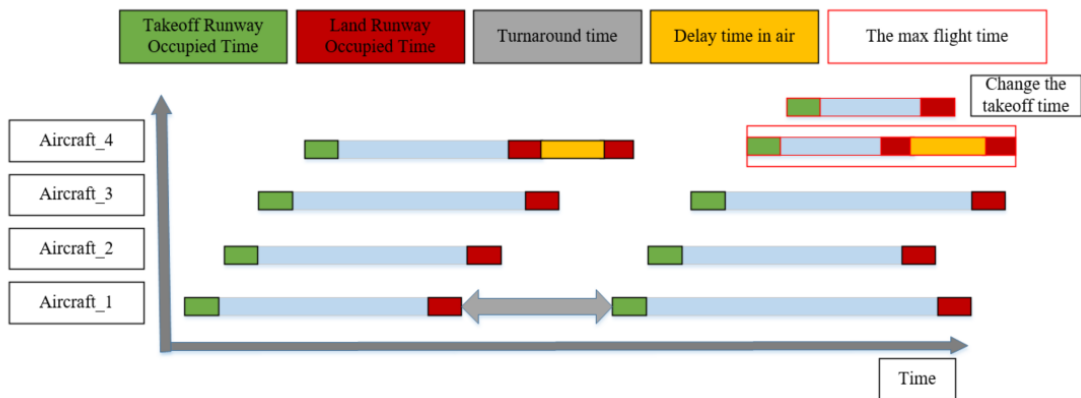 Takeoff Runway
Occupied Time
Land Runway
Occupied Time
Turnaround time
Delay time in air
The max flight time
Change the
takeoff time
Aircraft_4
Aircraft_3
Aircraft_2
Aircraft_1
Time